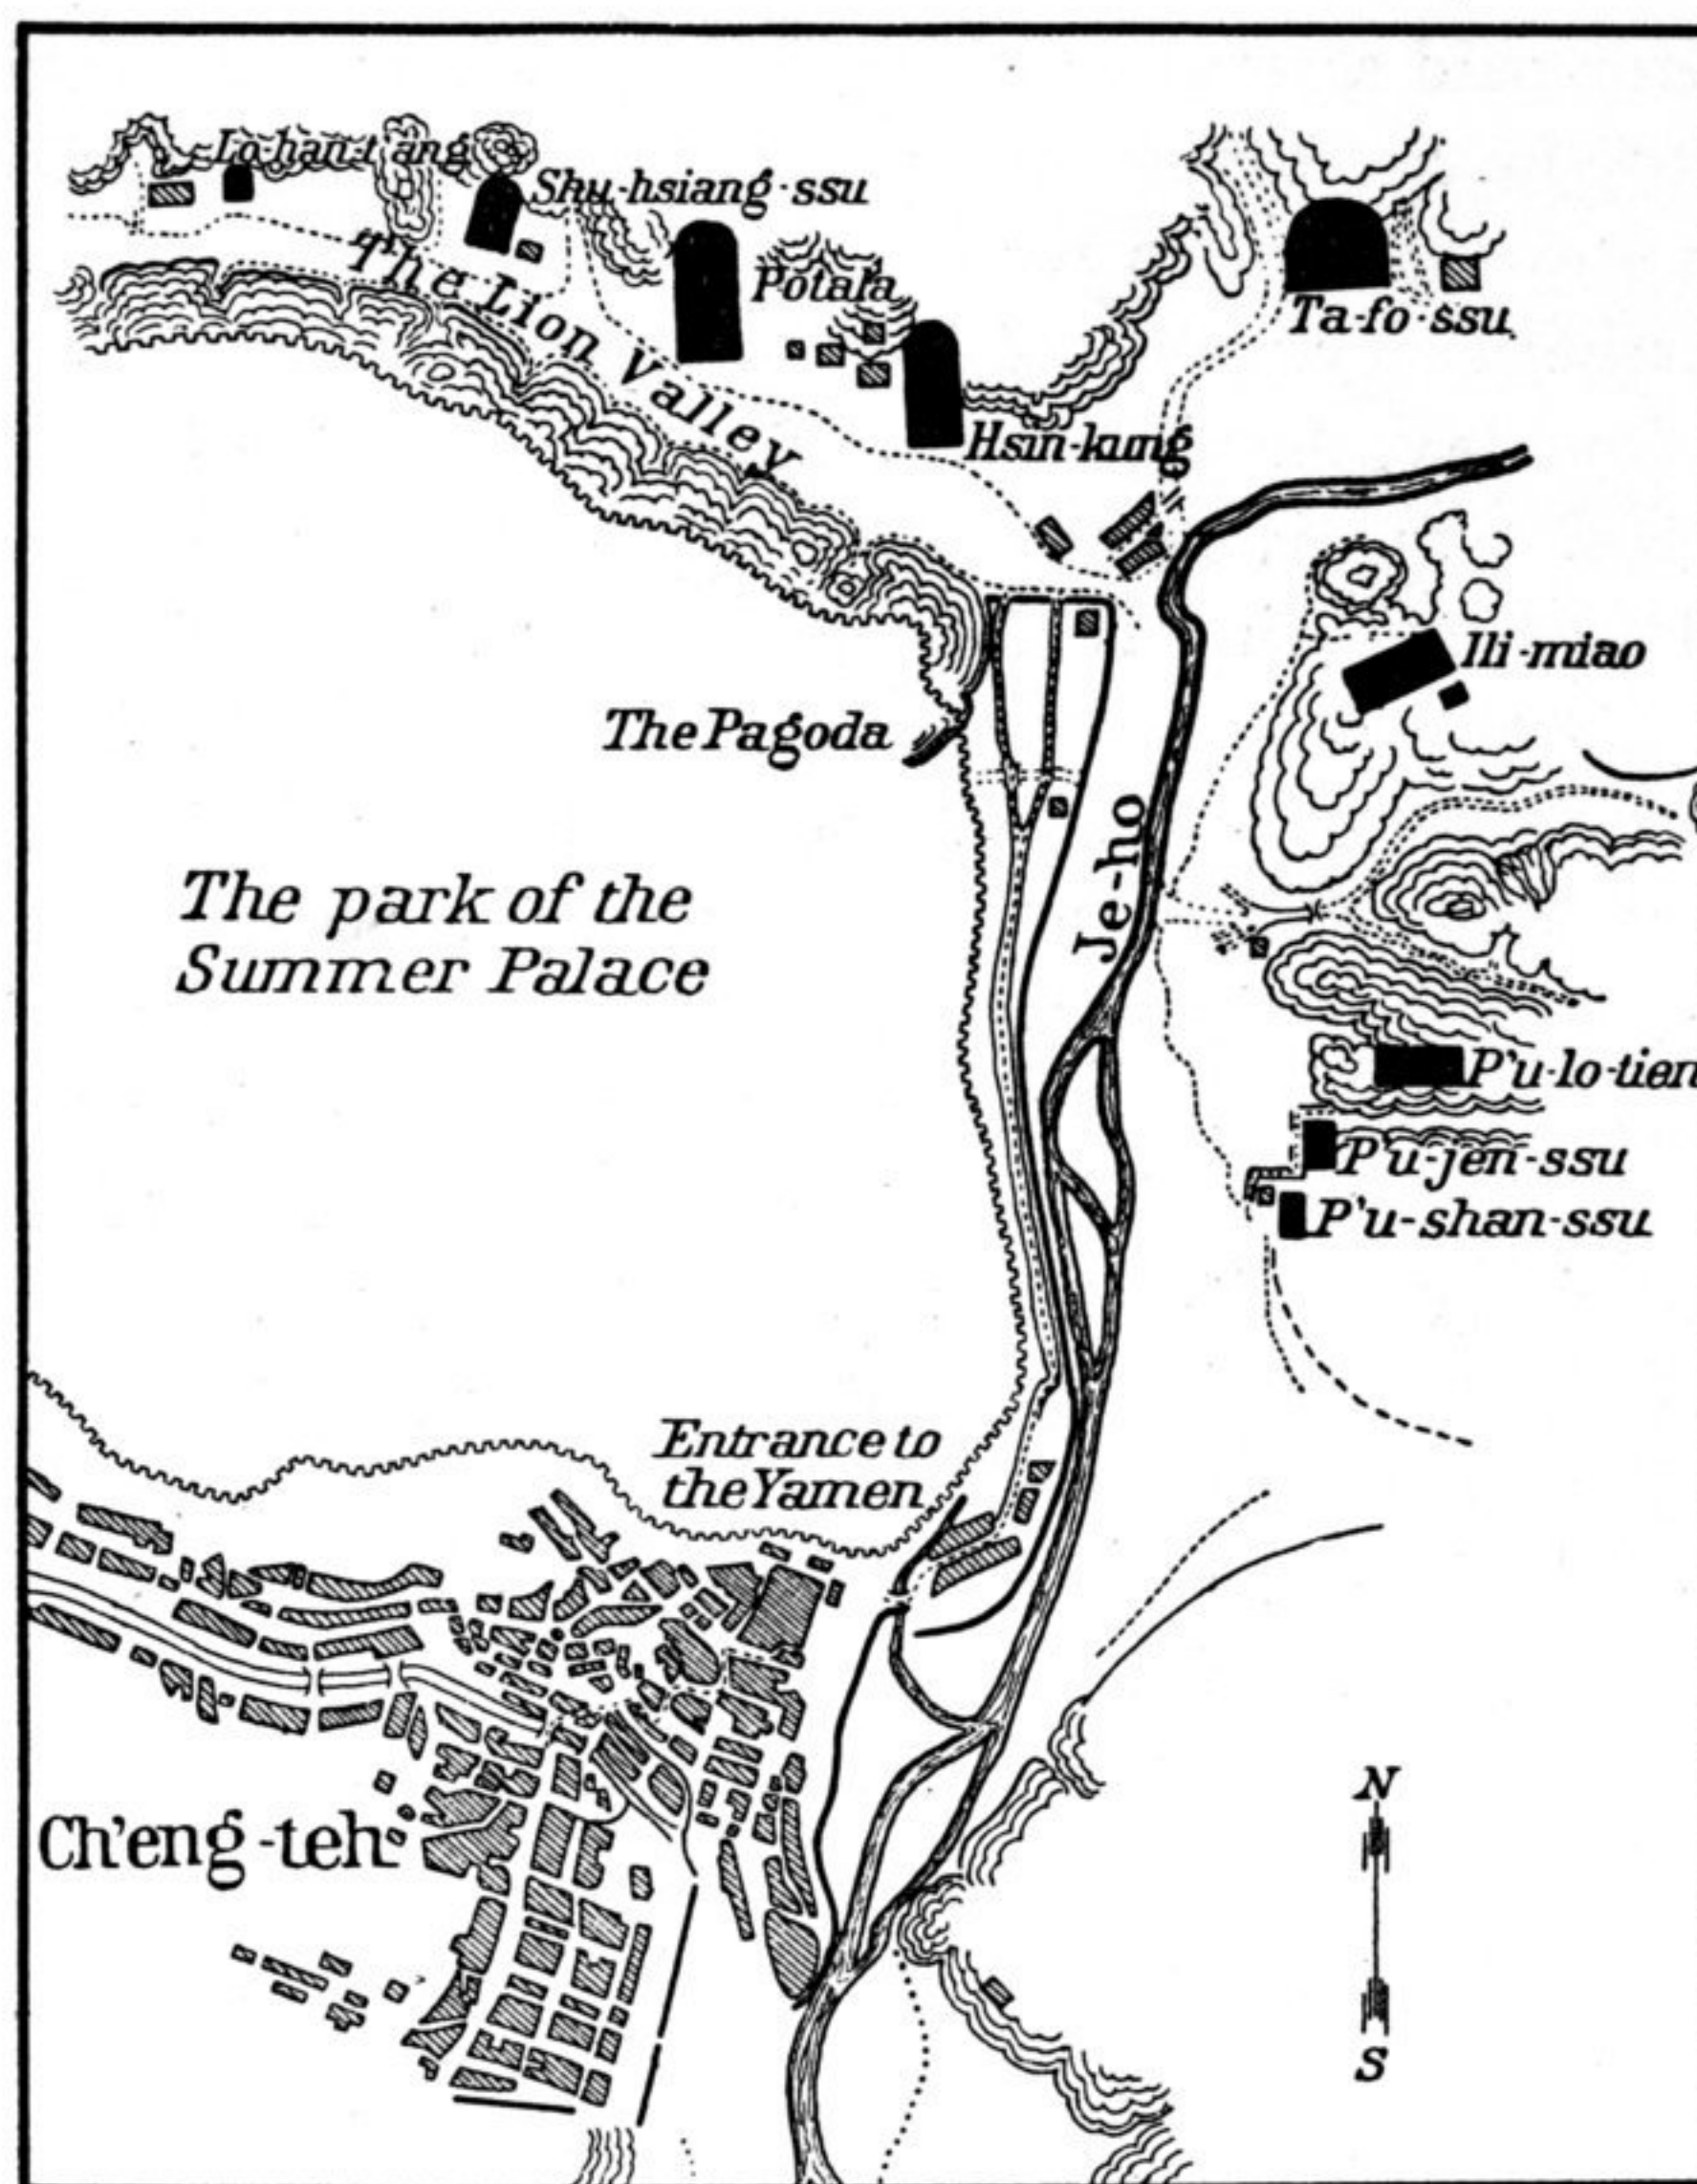 Lo-han-t'ang
Shu-hsiang-ssu
Potala
The Lion Valley
Ta-fo-ssu
Hsin-kung
Ili-miao
The Pagoda
Je-ho
The park of the
Summer Palace
P'u-lo-tien
P'u-jen-ssu
P'u-shan-ssu
Entrance to
the Yamen
Ch'eng-teh
N
S